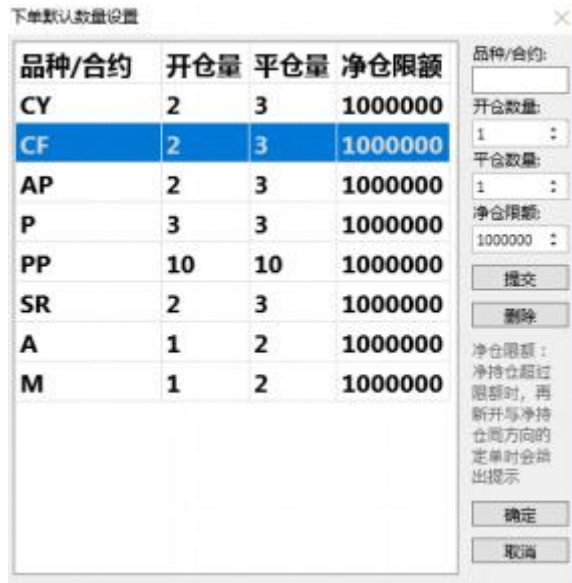 下单默认数量设置
品种/合约 开仓量 平仓量 净仓限额
CY 2 3 1000000
CF 2 3 1000000
AP 2 3 1000000
P 3 3 1000000
PP 10 10 1000000
SR 2 3 1000000
A 1 2 1000000
M 1 2 1000000
品种/合约:
开仓数量:
1
平仓数量:
1
净仓限额:
1000000
提交
删除
净仓限额：
净持仓超过
限额时，再
新开与净持
仓同方向的
定单时会给
出提示
确定
取消